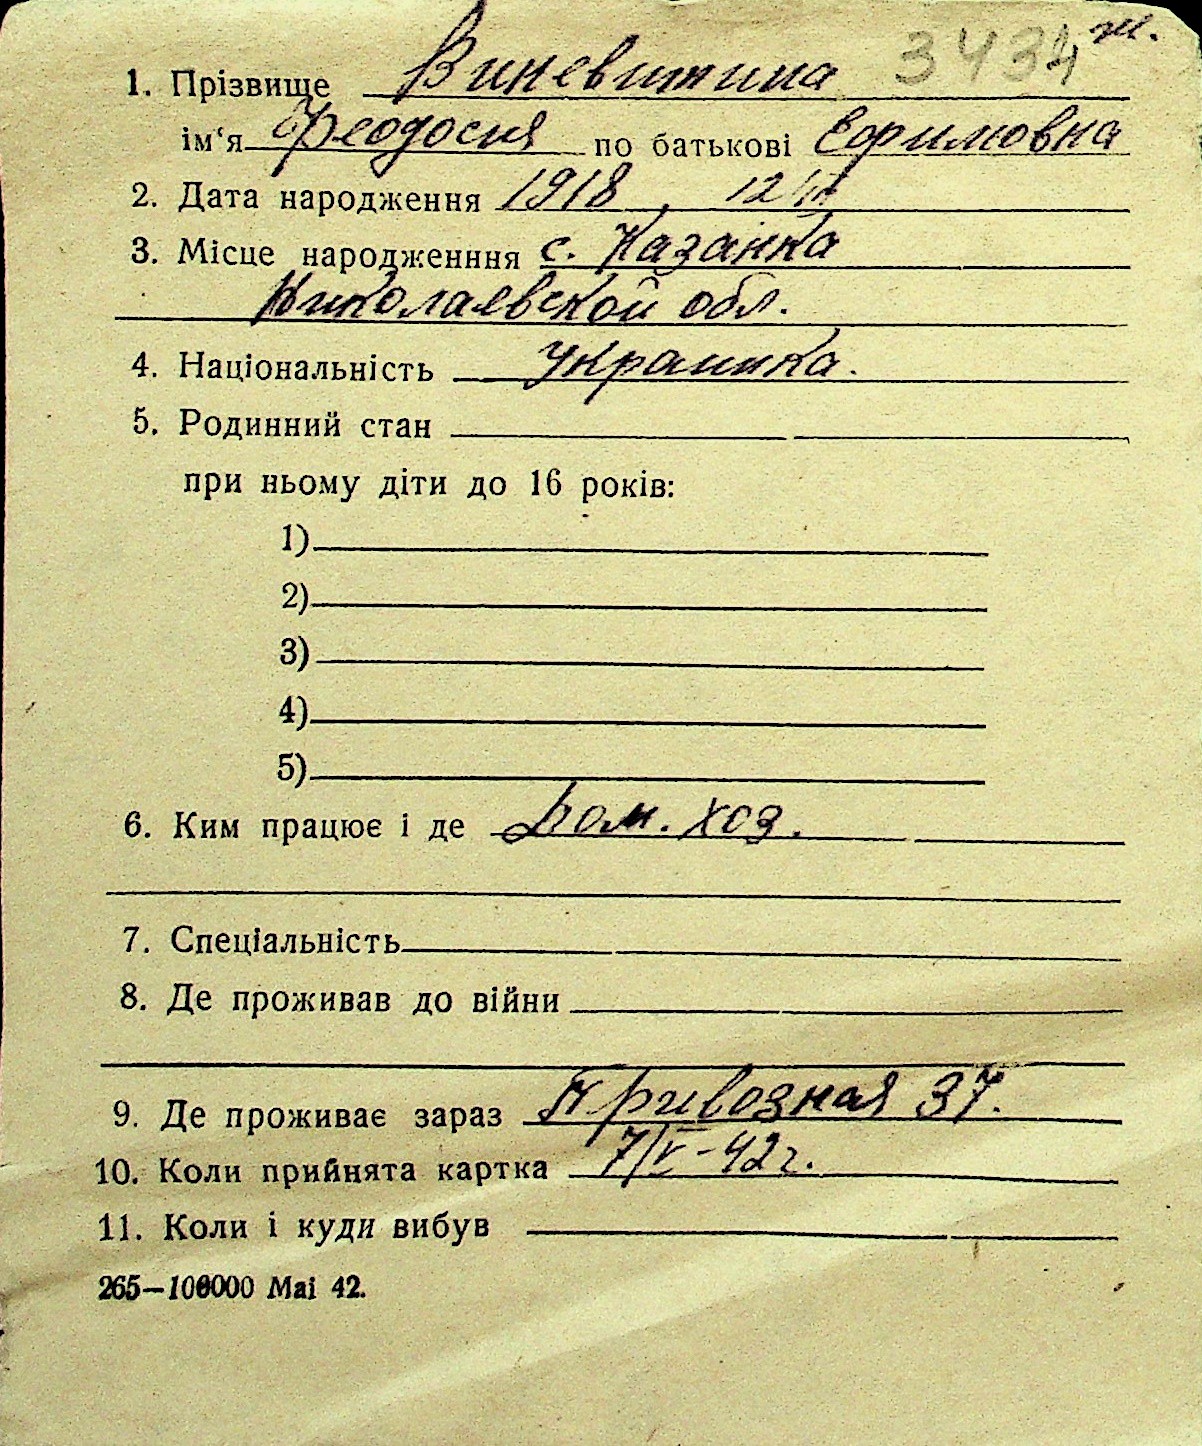 3434 ж.
1. Прізвище Виневитина
ім‘я Феодосия по батькові Ефимовна
2. Дата народження 1918, 12
3. Місце народженння с. Казанка
Николаевской обл.
4. Національність Украинка.
5. Родинний стан
при ньому діти до 16 років:
1)
2)
3)
4)
5)
6. Ким працює і де Дом. хоз.
7. Спеціальність
8. Де проживав до війни
9. Де проживає зараз Привозная 37.
10. Коли прийнята картка 7/V-42г.
11. Коли і куди вибув
265—100000 Mai 42.